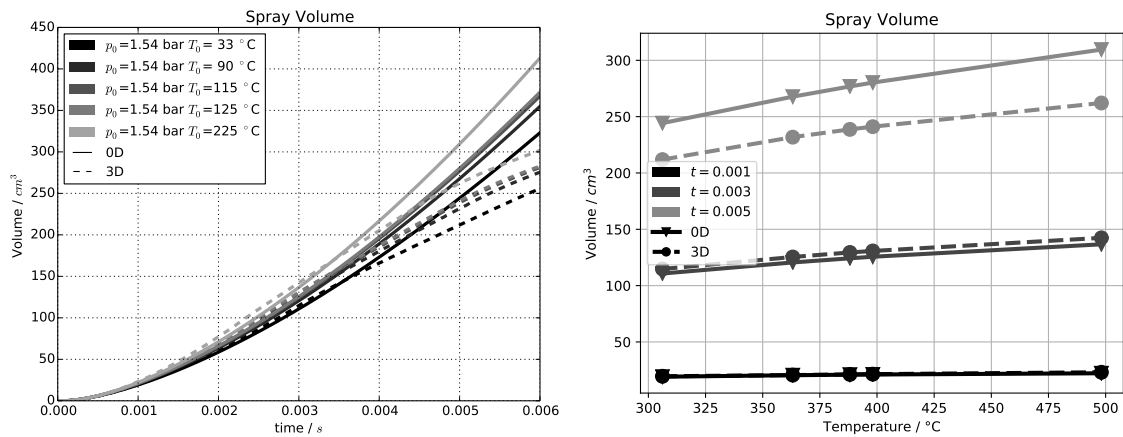 Spray Volume
450
400
350
300
250
200
150
100
50
0
Volume / cm³
p₀=1.54 bar T₀= 33 °C
p₀=1.54 bar T₀= 90 °C
p₀=1.54 bar T₀=115 °C
p₀=1.54 bar T₀=125 °C
p₀=1.54 bar T₀=225 °C
0D
3D
0.000 0.001 0.002 0.003 0.004 0.005 0.006
time / s
Spray Volume
300
250
200
150
100
50
Volume / cm³
t = 0.001
t = 0.003
t = 0.005
0D
3D
300 325 350 375 400 425 450 475 500
Temperature / °C